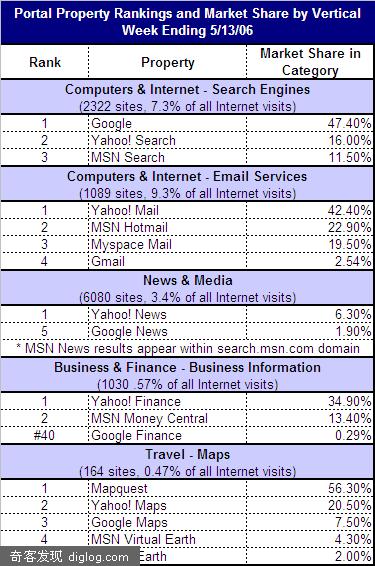 Portal Property Rankings and Market Share by Vertical
Week Ending 5/13/06
Rank Property Market Share in Category
Computers & Internet - Search Engines
(2322 sites, 7.3% of all Internet visits)
1 Google 47.40%
2 Yahoo! Search 16.00%
3 MSN Search 11.50%
Computers & Internet - Email Services
(1089 sites, 9.3% of all Internet visits)
1 Yahoo! Mail 42.40%
2 MSN Hotmail 22.90%
3 Myspace Mail 19.50%
4 Gmail 2.54%
News & Media
(6080 sites, 3.4% of all Internet visits)
1 Yahoo! News 6.30%
5 Google News 1.90%
* MSN News results appear within search.msn.com domain
Business & Finance - Business Information
(1030 .57% of all Internet visits)
1 Yahoo! Finance 34.90%
2 MSN Money Central 13.40%
#40 Google Finance 0.29%
Travel - Maps
(164 sites, 0.47% of all Internet visits)
1 Mapquest 56.30%
2 Yahoo! Maps 20.50%
3 Google Maps 7.50%
4 MSN Virtual Earth 4.30%
Earth 2.00%
奇客发现 | diglog.com